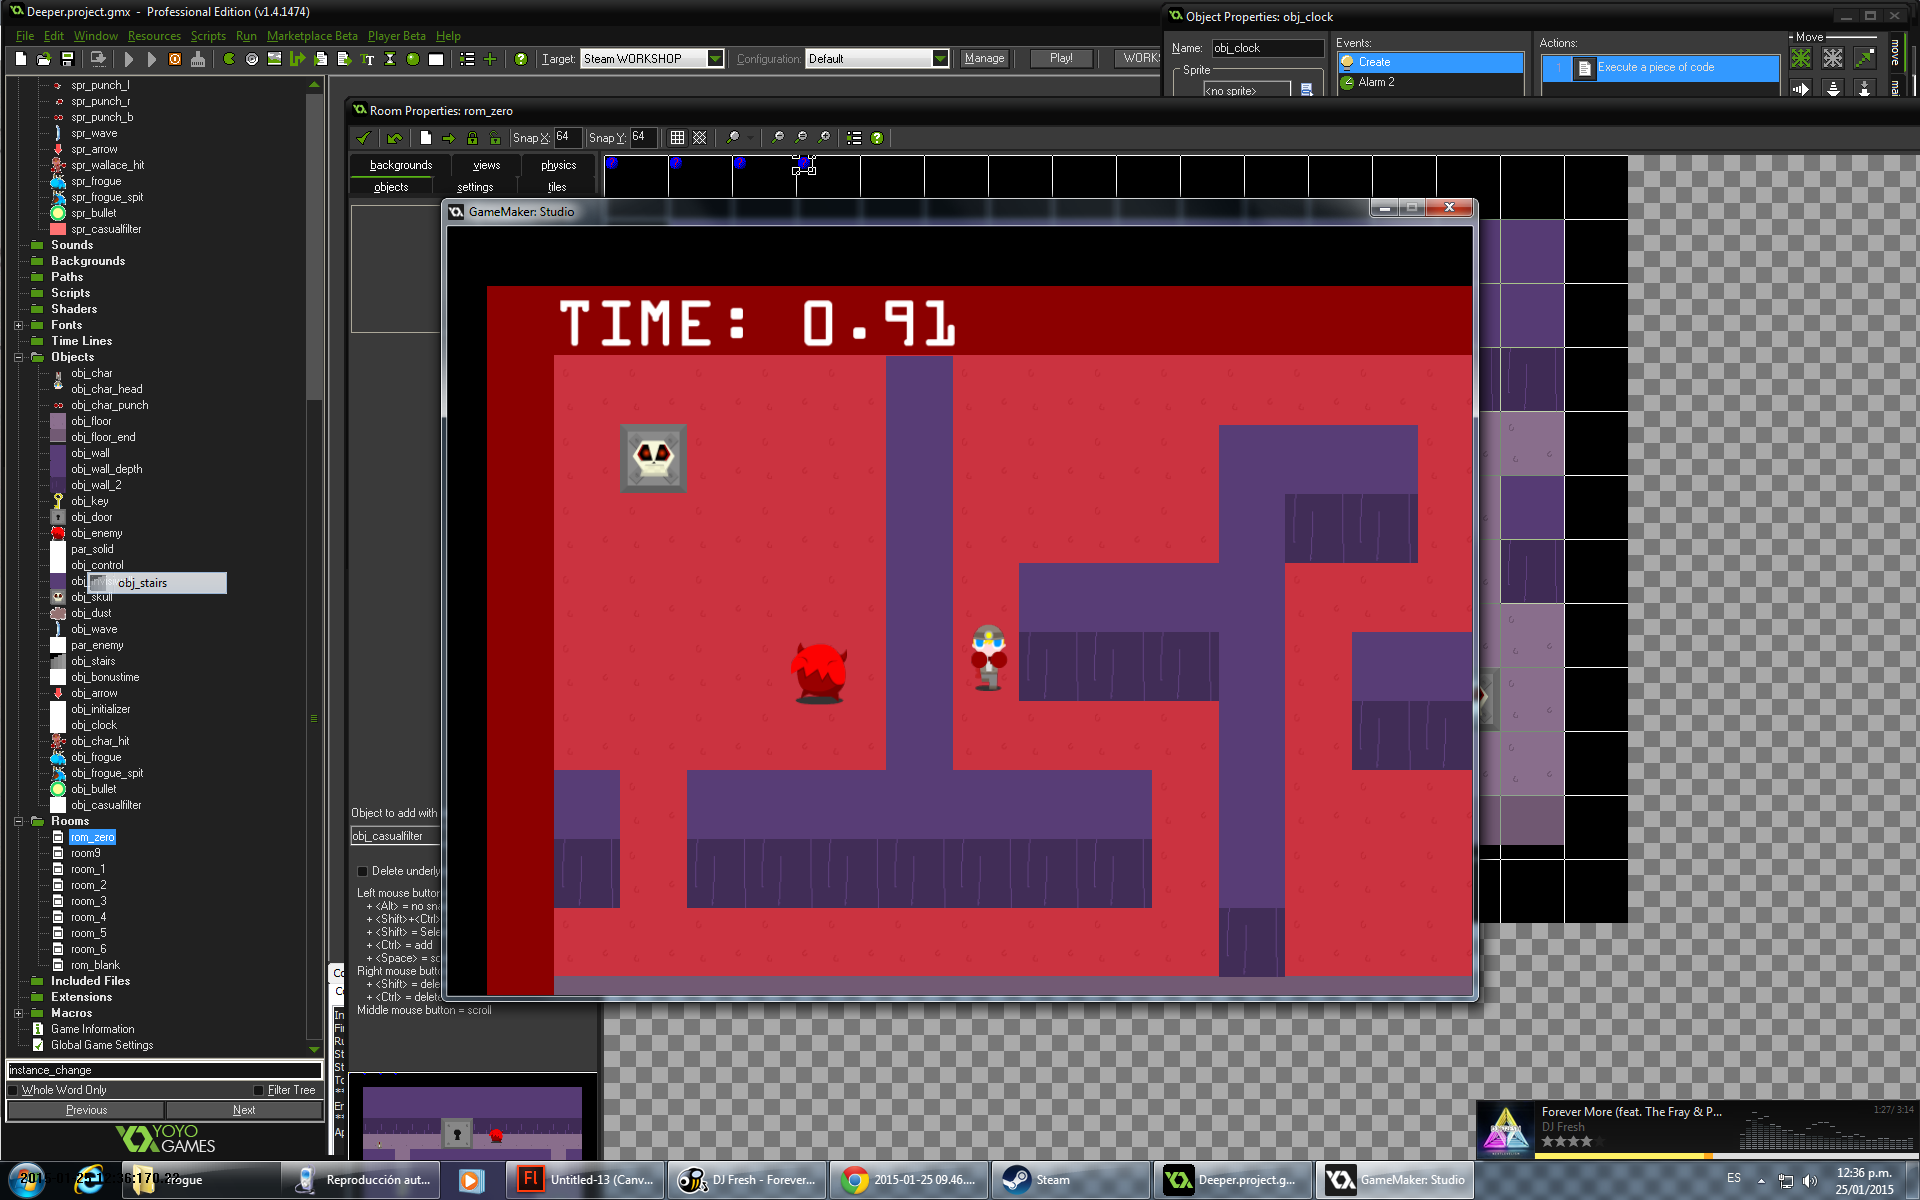 Deeper.project.gmx - Professional Edition (v1.4.1474)
File Edit Window Resources Scripts Run Marketplace Beta Player Beta Help
Target: Steam WORKSHOP Configuration: Default Manage Play! WORK
Object Properties: obj_clock
Name: obj_clock
Sprite
<no sprite>
Events:
Create
Alarm 2
Actions:
1 Execute a piece of code
Move
move
spr_punch_l
spr_punch_r
spr_punch_b
spr_wave
spr_arrow
spr_wallace_hit
spr_frogue
spr_frogue_spit
spr_bullet
spr_casualfilter
Sounds
Backgrounds
Paths
Scripts
Shaders
Fonts
Time Lines
Objects
obj_char
obj_char_head
obj_char_punch
obj_floor
obj_floor_end
obj_wall
obj_wall_depth
obj_wall_2
obj_key
obj_door
obj_enemy
par_solid
obj_control
obj_stairs
obj_skull
obj_dust
obj_wave
par_enemy
obj_stairs
obj_bonustime
obj_arrow
obj_initializer
obj_clock
obj_char_hit
obj_frogue
obj_frogue_spit
obj_bullet
obj_casualfilter
Rooms
rom_zero
room9
room_1
room_2
room_3
room_4
room_5
room_6
rom_blank
Included Files
Extensions
Macros
Game Information
Global Game Settings
instance_change
Whole Word Only Filter Tree
Previous Next
YOYO
GAMES
Room Properties: rom_zero
Snap X: 64 Snap Y: 64
backgrounds views physics
objects settings tiles
Object to add with
obj_casualfilter
Delete underly
Left mouse button
+ <Alt> = no sna
+ <Shift>+<Ctrl>
+ <Shift> = Sele
+ <Ctrl> = add
+ <Space> = sc
Right mouse butto
+ <Shift> = dele
+ <Ctrl> = delete
Middle mouse button = scroll
GameMaker: Studio
TIME: 0.91
Forever More (feat. The Fray & P...
1:27/ 3:14
DJ Fresh
frogue
Reproducción aut...
Fl Untitled-13 (Canv...
DJ Fresh - Forever...
2015-01-25 09.46....
Steam
Deeper.project.g...
GameMaker: Studio
ES
12:36 p.m.
25/01/2015